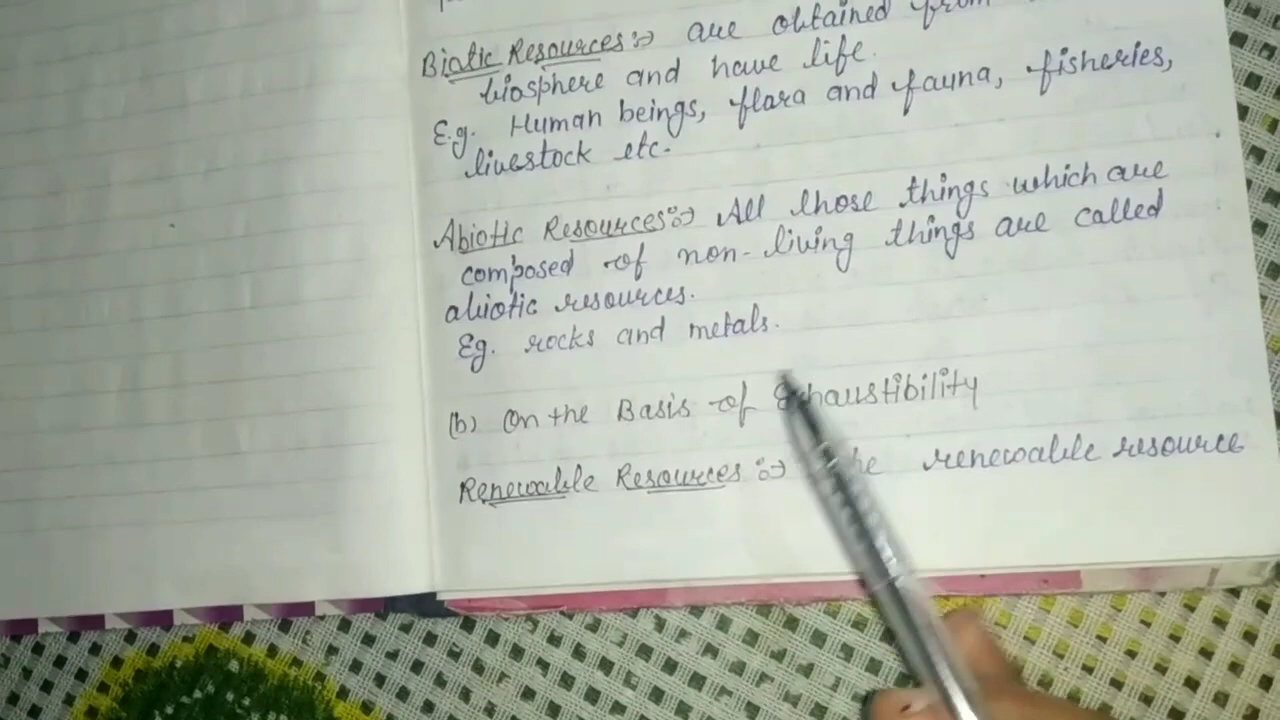 Biotic Resources:→ are obtained from
biosphere and have life.
E.g. Human beings, flora and fauna, fisheries,
livestock etc.
Abiotic Resources:→ All those things which are
composed of non-living things are called
abiotic resources.
Eg. rocks and metals.
(b) On the Basis of Exhaustibility
Renewable Resources:→ The renewable resource